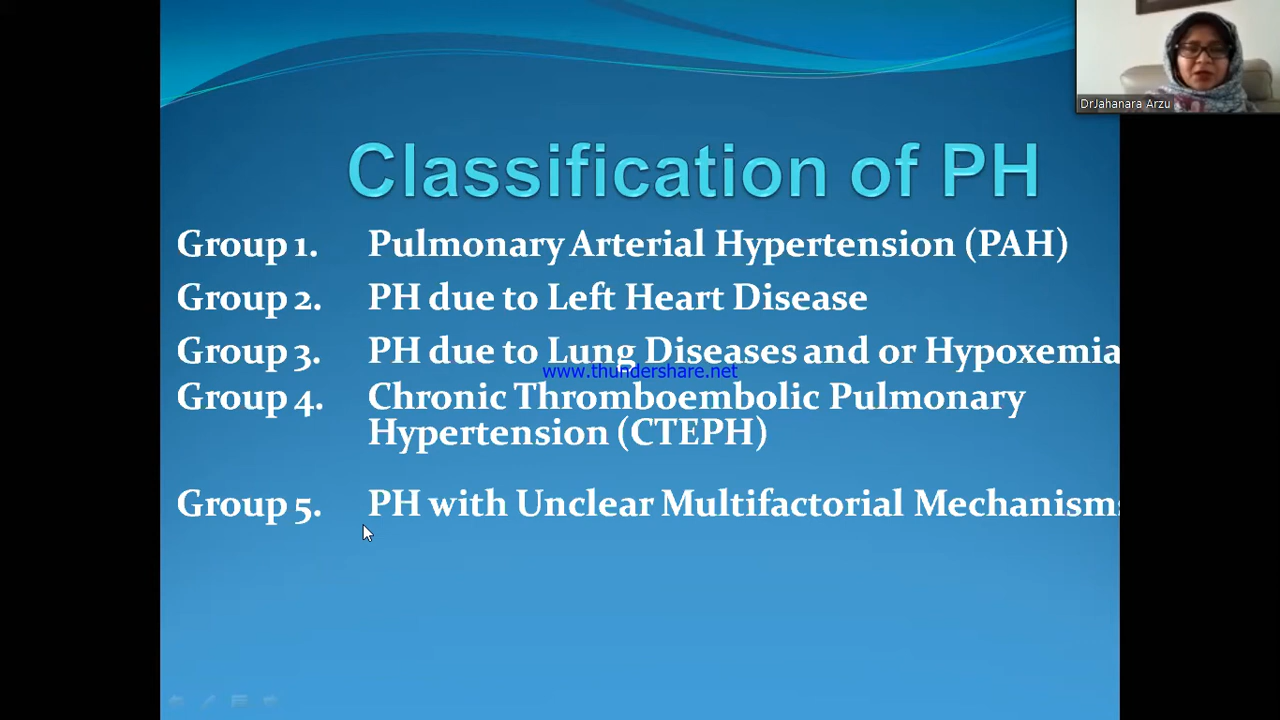 DrJahanara Arzu
Classification of PH
Group 1. Pulmonary Arterial Hypertension (PAH)
Group 2. PH due to Left Heart Disease
Group 3. PH due to Lung Diseases and or Hypoxemia
www.thundershare.net
Group 4. Chronic Thromboembolic Pulmonary
Hypertension (CTEPH)
Group 5. PH with Unclear Multifactorial Mechanisms